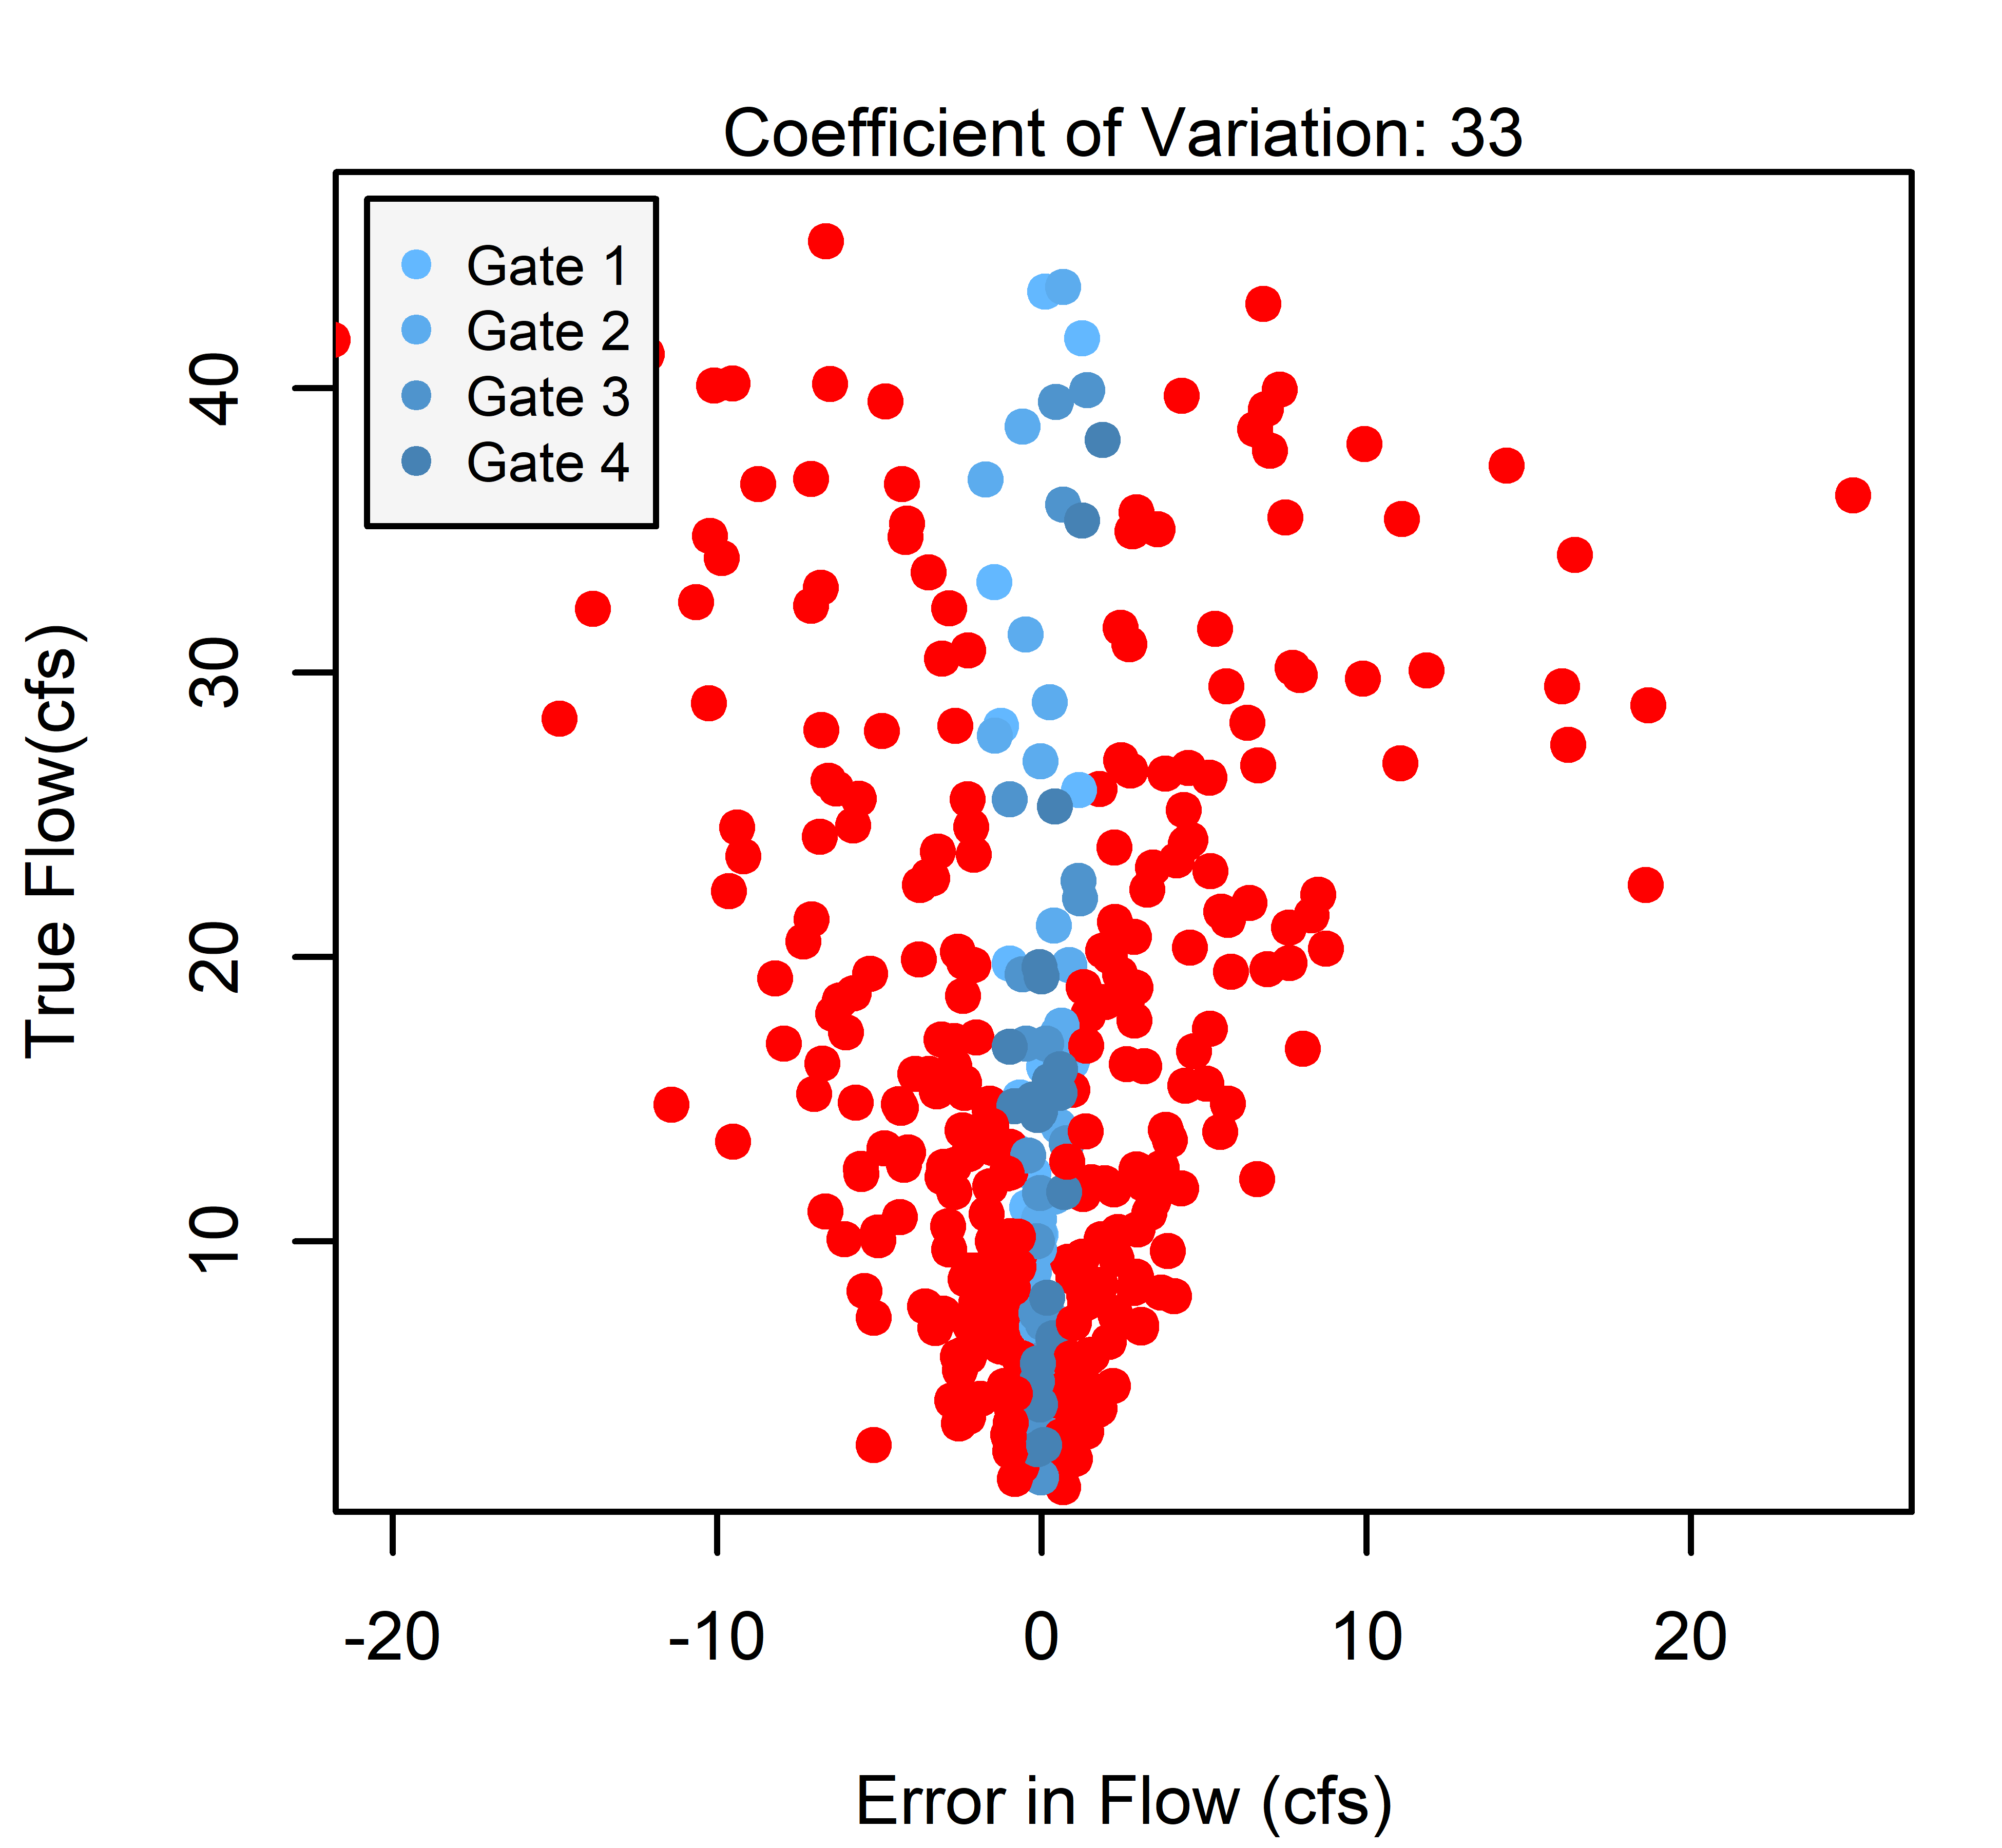 Coefficient of Variation: 33
Gate 1
Gate 2
Gate 3
Gate 4
True Flow(cfs)
40
30
20
10
-20 -10 0 10 20
Error in Flow (cfs)